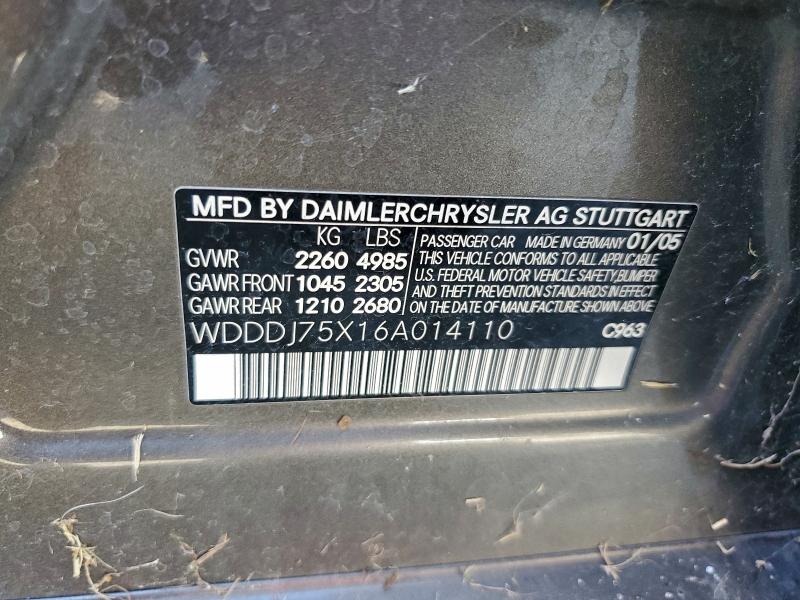 MFD BY DAIMLERCHRYSLER AG STUTTGART
KG LBS
GVWR 2260 4985
GAWR FRONT 1045 2305
GAWR REAR 1210 2680
PASSENGER CAR MADE IN GERMANY 01/05
THIS VEHICLE CONFORMS TO ALL APPLICABLE
U.S. FEDERAL MOTOR VEHICLE SAFETY, BUMPER
AND THEFT PREVENTION STANDARDS IN EFFECT
ON THE DATE OF MANUFACTURE SHOWN ABOVE.
WDDDJ75X16A014110 C963